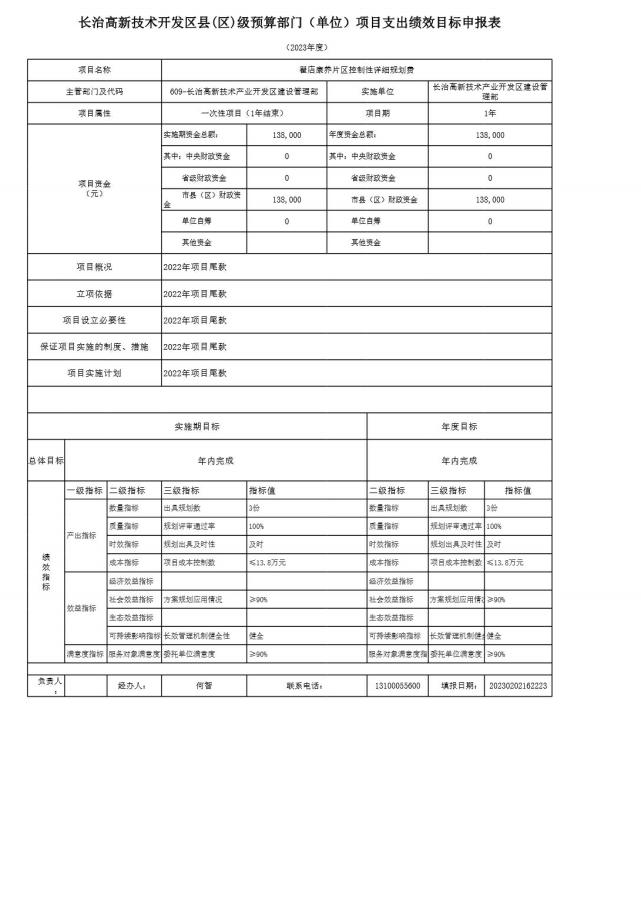 长治高新技术开发区县(区)级预算部门（单位）项目支出绩效目标申报表
（2023年度）
项目名称 翟店康养片区控制性详细规划费
主管部门及代码 609-长治高新技术产业开发区建设管理部 实施单位 长治高新技术产业开发区建设管
理部
项目属性 一次性项目（1年结束） 项目期 1年
项目资金
（元）
实施期资金总额: 138,000 年度资金总额: 138,000
其中: 中央财政资金 0 其中: 中央财政资金 0
省级财政资金 0 省级财政资金 0
市县（区）财政资
金 138,000 市县（区）财政资金 138,000
单位自筹 0 单位自筹 0
其他资金 其他资金
项目概况 2022年项目尾款
立项依据 2022年项目尾款
项目设立必要性 2022年项目尾款
保证项目实施的制度、措施 2022年项目尾款
项目实施计划 2022年项目尾款
实施期目标 年度目标
总体目标 年内完成 年内完成
绩
效
指
标
一级指标 二级指标 三级指标 指标值 二级指标 三级指标 指标值
产出指标
数量指标 出具规划数 3份 数量指标 出具规划数 3份
质量指标 规划评审通过率 100% 质量指标 规划评审通过率 100%
时效指标 规划出具及时性 及时 时效指标 规划出具及时性 及时
成本指标 项目成本控制数 ≤13.8万元 成本指标 项目成本控制数 ≤13.8万元
效益指标
经济效益指标 经济效益指标
社会效益指标 方案规划应用情况 ≥90% 社会效益指标 方案规划应用情况 ≥90%
生态效益指标 生态效益指标
可持续影响指标 长效管理机制健全性 健全 可持续影响指标 长效管理机制健全 健全
满意度指标 服务对象满意度 委托单位满意度 ≥90% 服务对象满意度指 委托单位满意度 ≥90%
负责人
： 经办人: 何智 联系电话: 13100055600 填报日期: 20230202162223